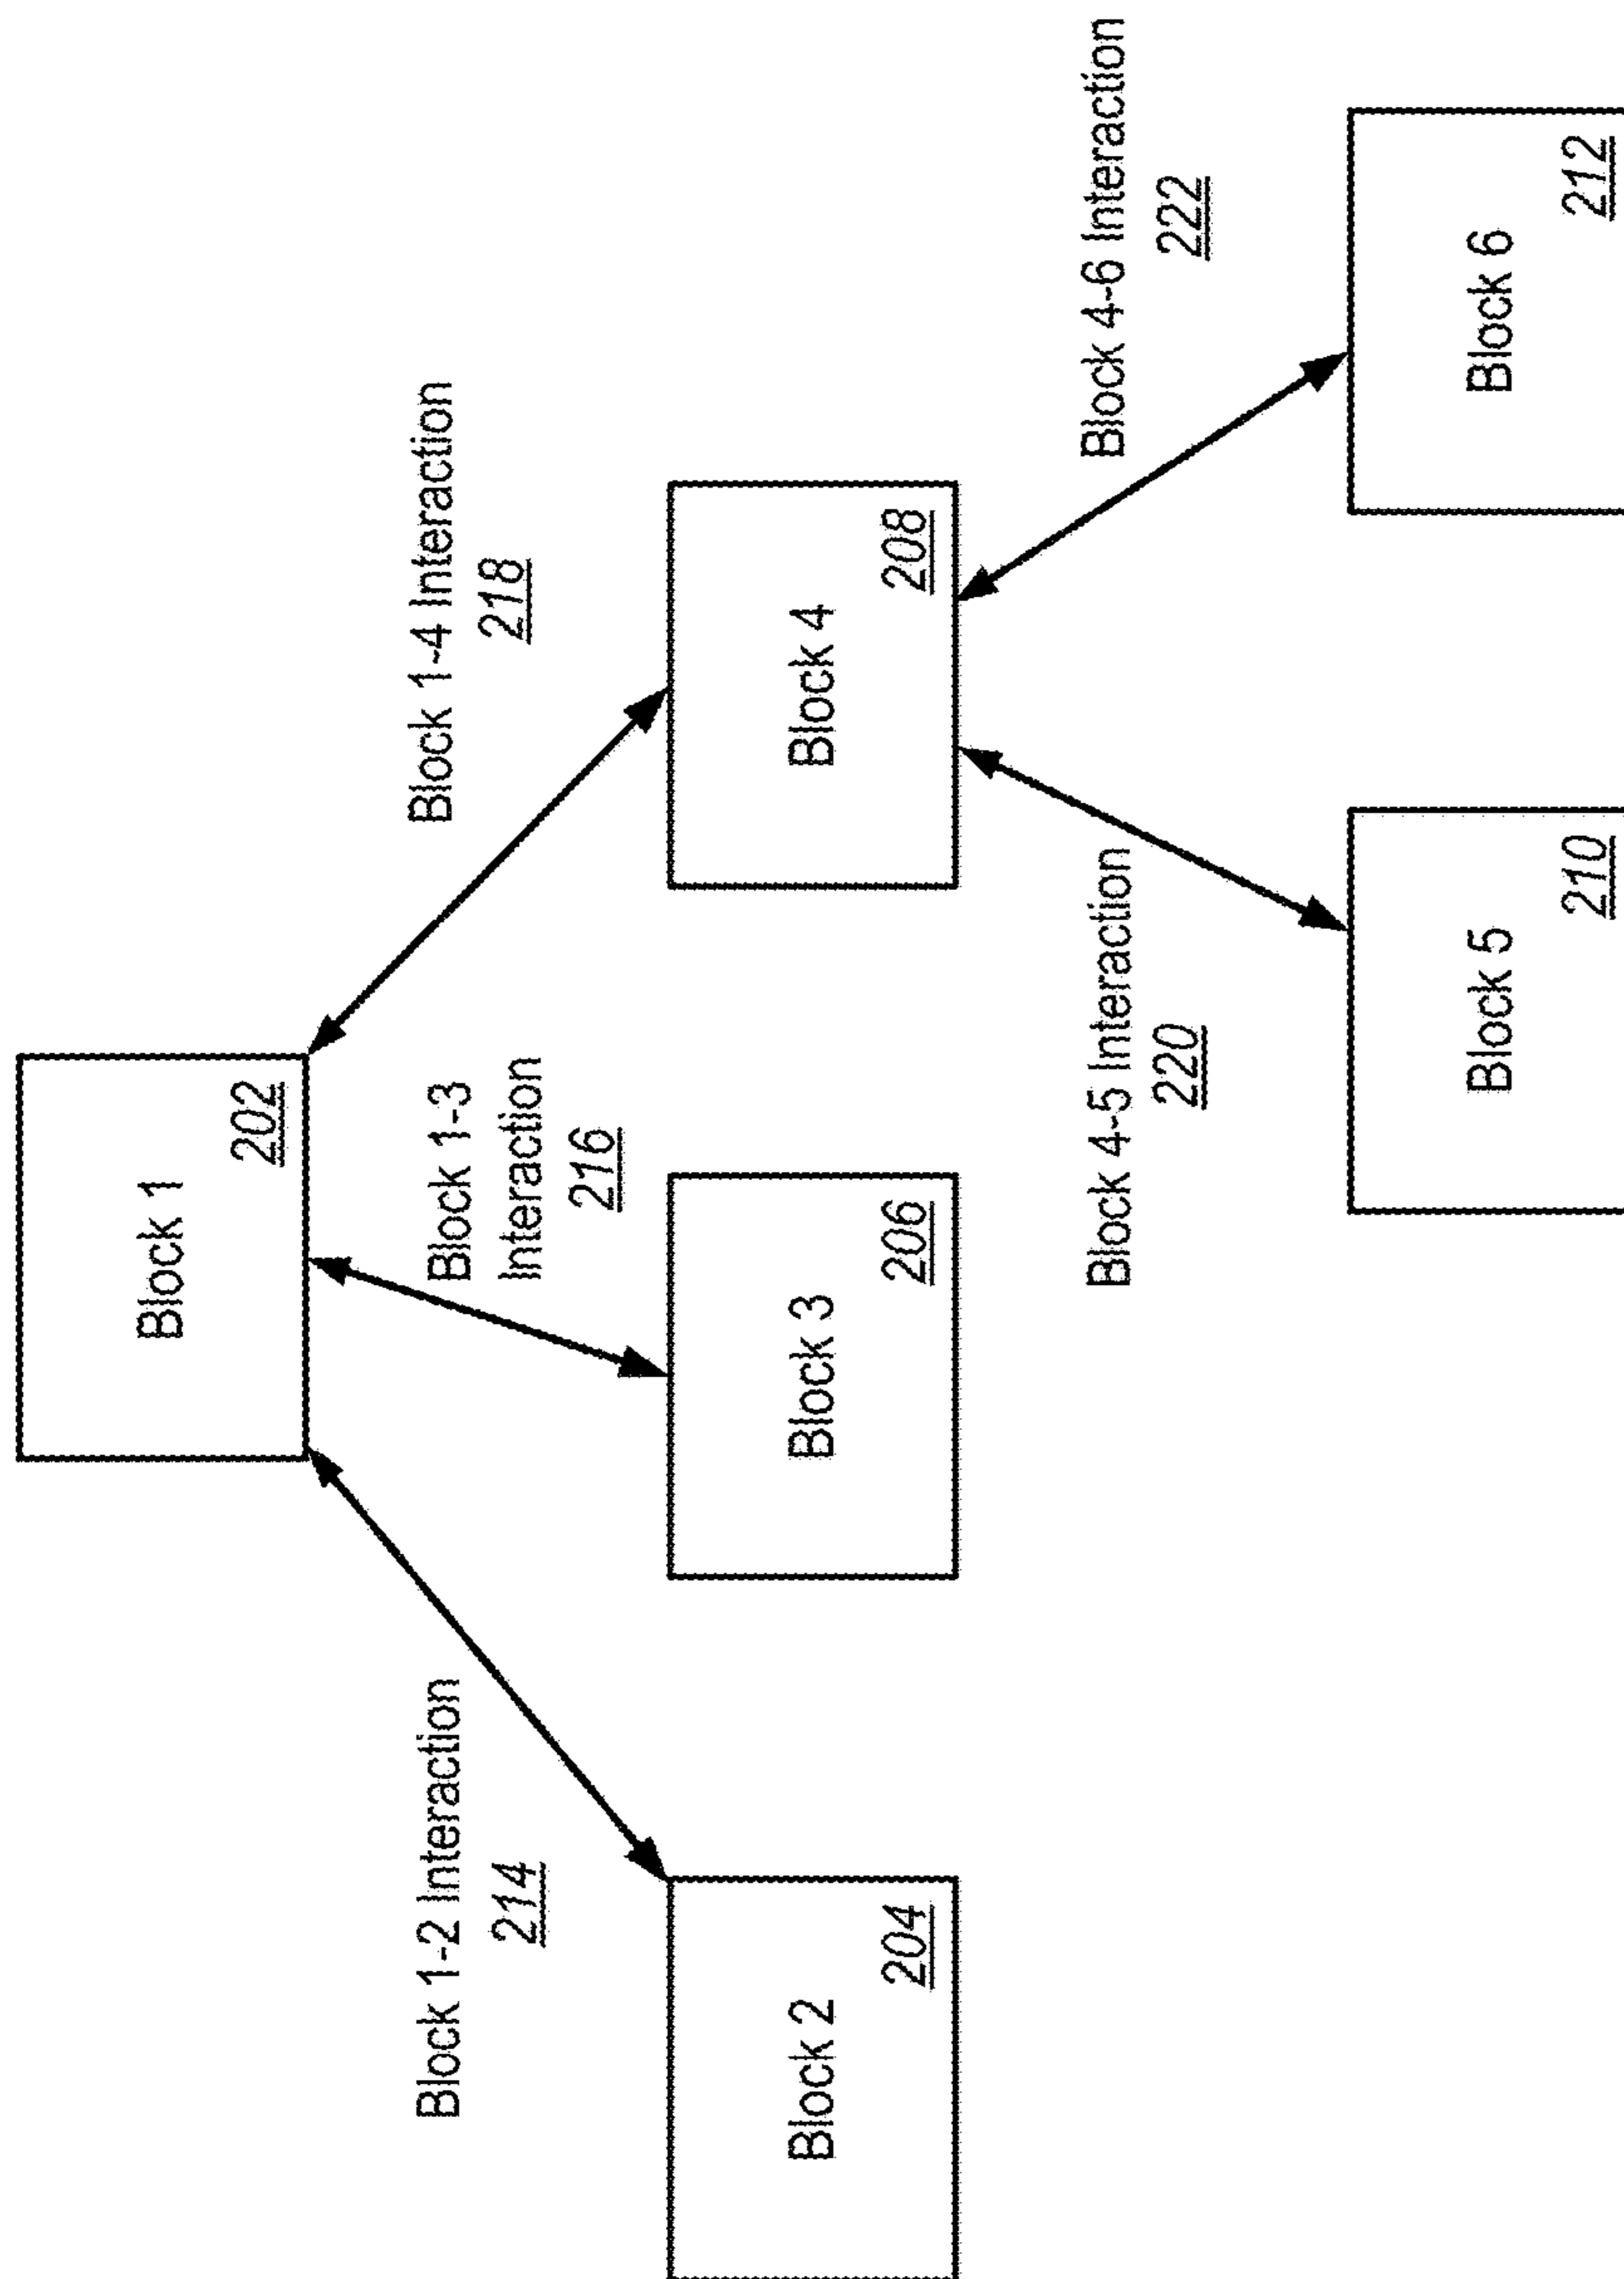 Block 1
202
Block 1-2 Interaction
214
Block 1-3
Interaction
216
Block 1-4 Interaction
218
Block 2
204
Block 3
206
Block 4
208
Block 4-5 Interaction
220
Block 4-6 Interaction
222
Block 5
210
Block 6
212